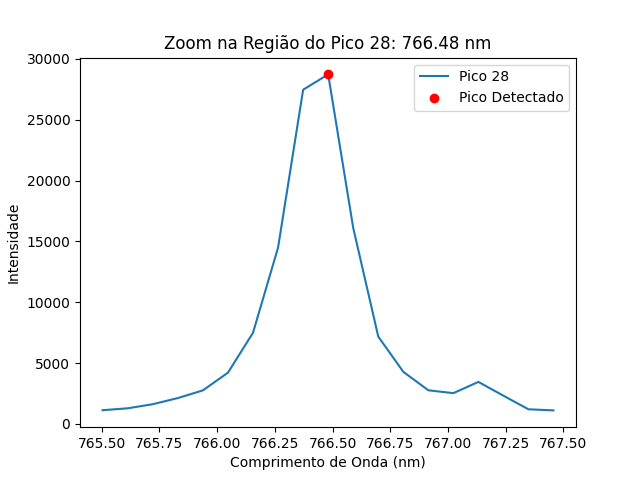 Zoom na Região do Pico 28: 766.48 nm
Pico 28
Pico Detectado
Intensidade
30000
25000
20000
15000
10000
5000
0
765.50 765.75 766.00 766.25 766.50 766.75 767.00 767.25 767.50
Comprimento de Onda (nm)